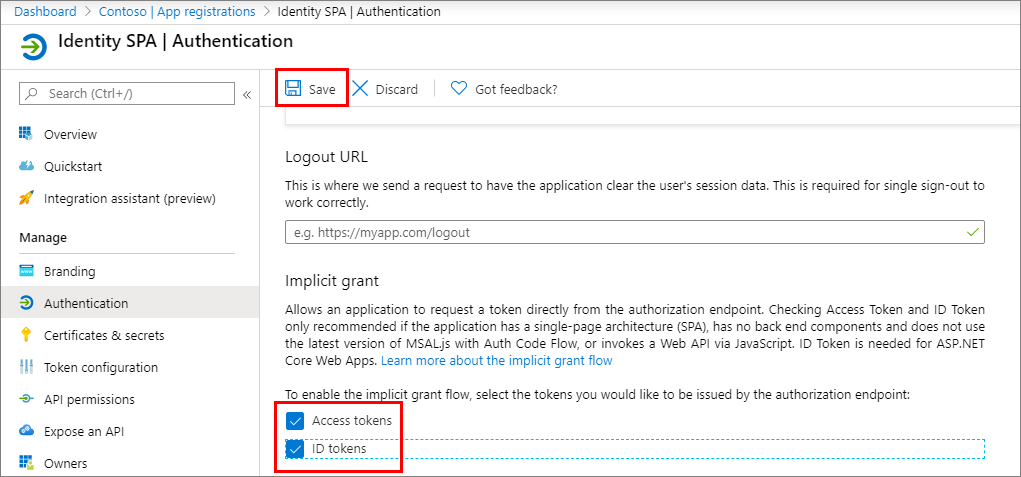 Dashboard > Contoso | App registrations > Identity SPA | Authentication
Identity SPA | Authentication
Search (Ctrl+/)
«
Overview
Quickstart
Integration assistant (preview)
Manage
Branding
Authentication
Certificates & secrets
Token configuration
API permissions
Expose an API
Owners
Save
Discard
Got feedback?
Logout URL
This is where we send a request to have the application clear the user's session data. This is required for single sign-out to
work correctly.
e.g. https://myapp.com/logout
Implicit grant
Allows an application to request a token directly from the authorization endpoint. Checking Access Token and ID Token
only recommended if the application has a single-page architecture (SPA), has no back end components and does not use
the latest version of MSAL.js with Auth Code Flow, or invokes a Web API via JavaScript. ID Token is needed for ASP.NET
Core Web Apps. Learn more about the implicit grant flow
To enable the implicit grant flow, select the tokens you would like to be issued by the authorization endpoint:
Access tokens
ID tokens